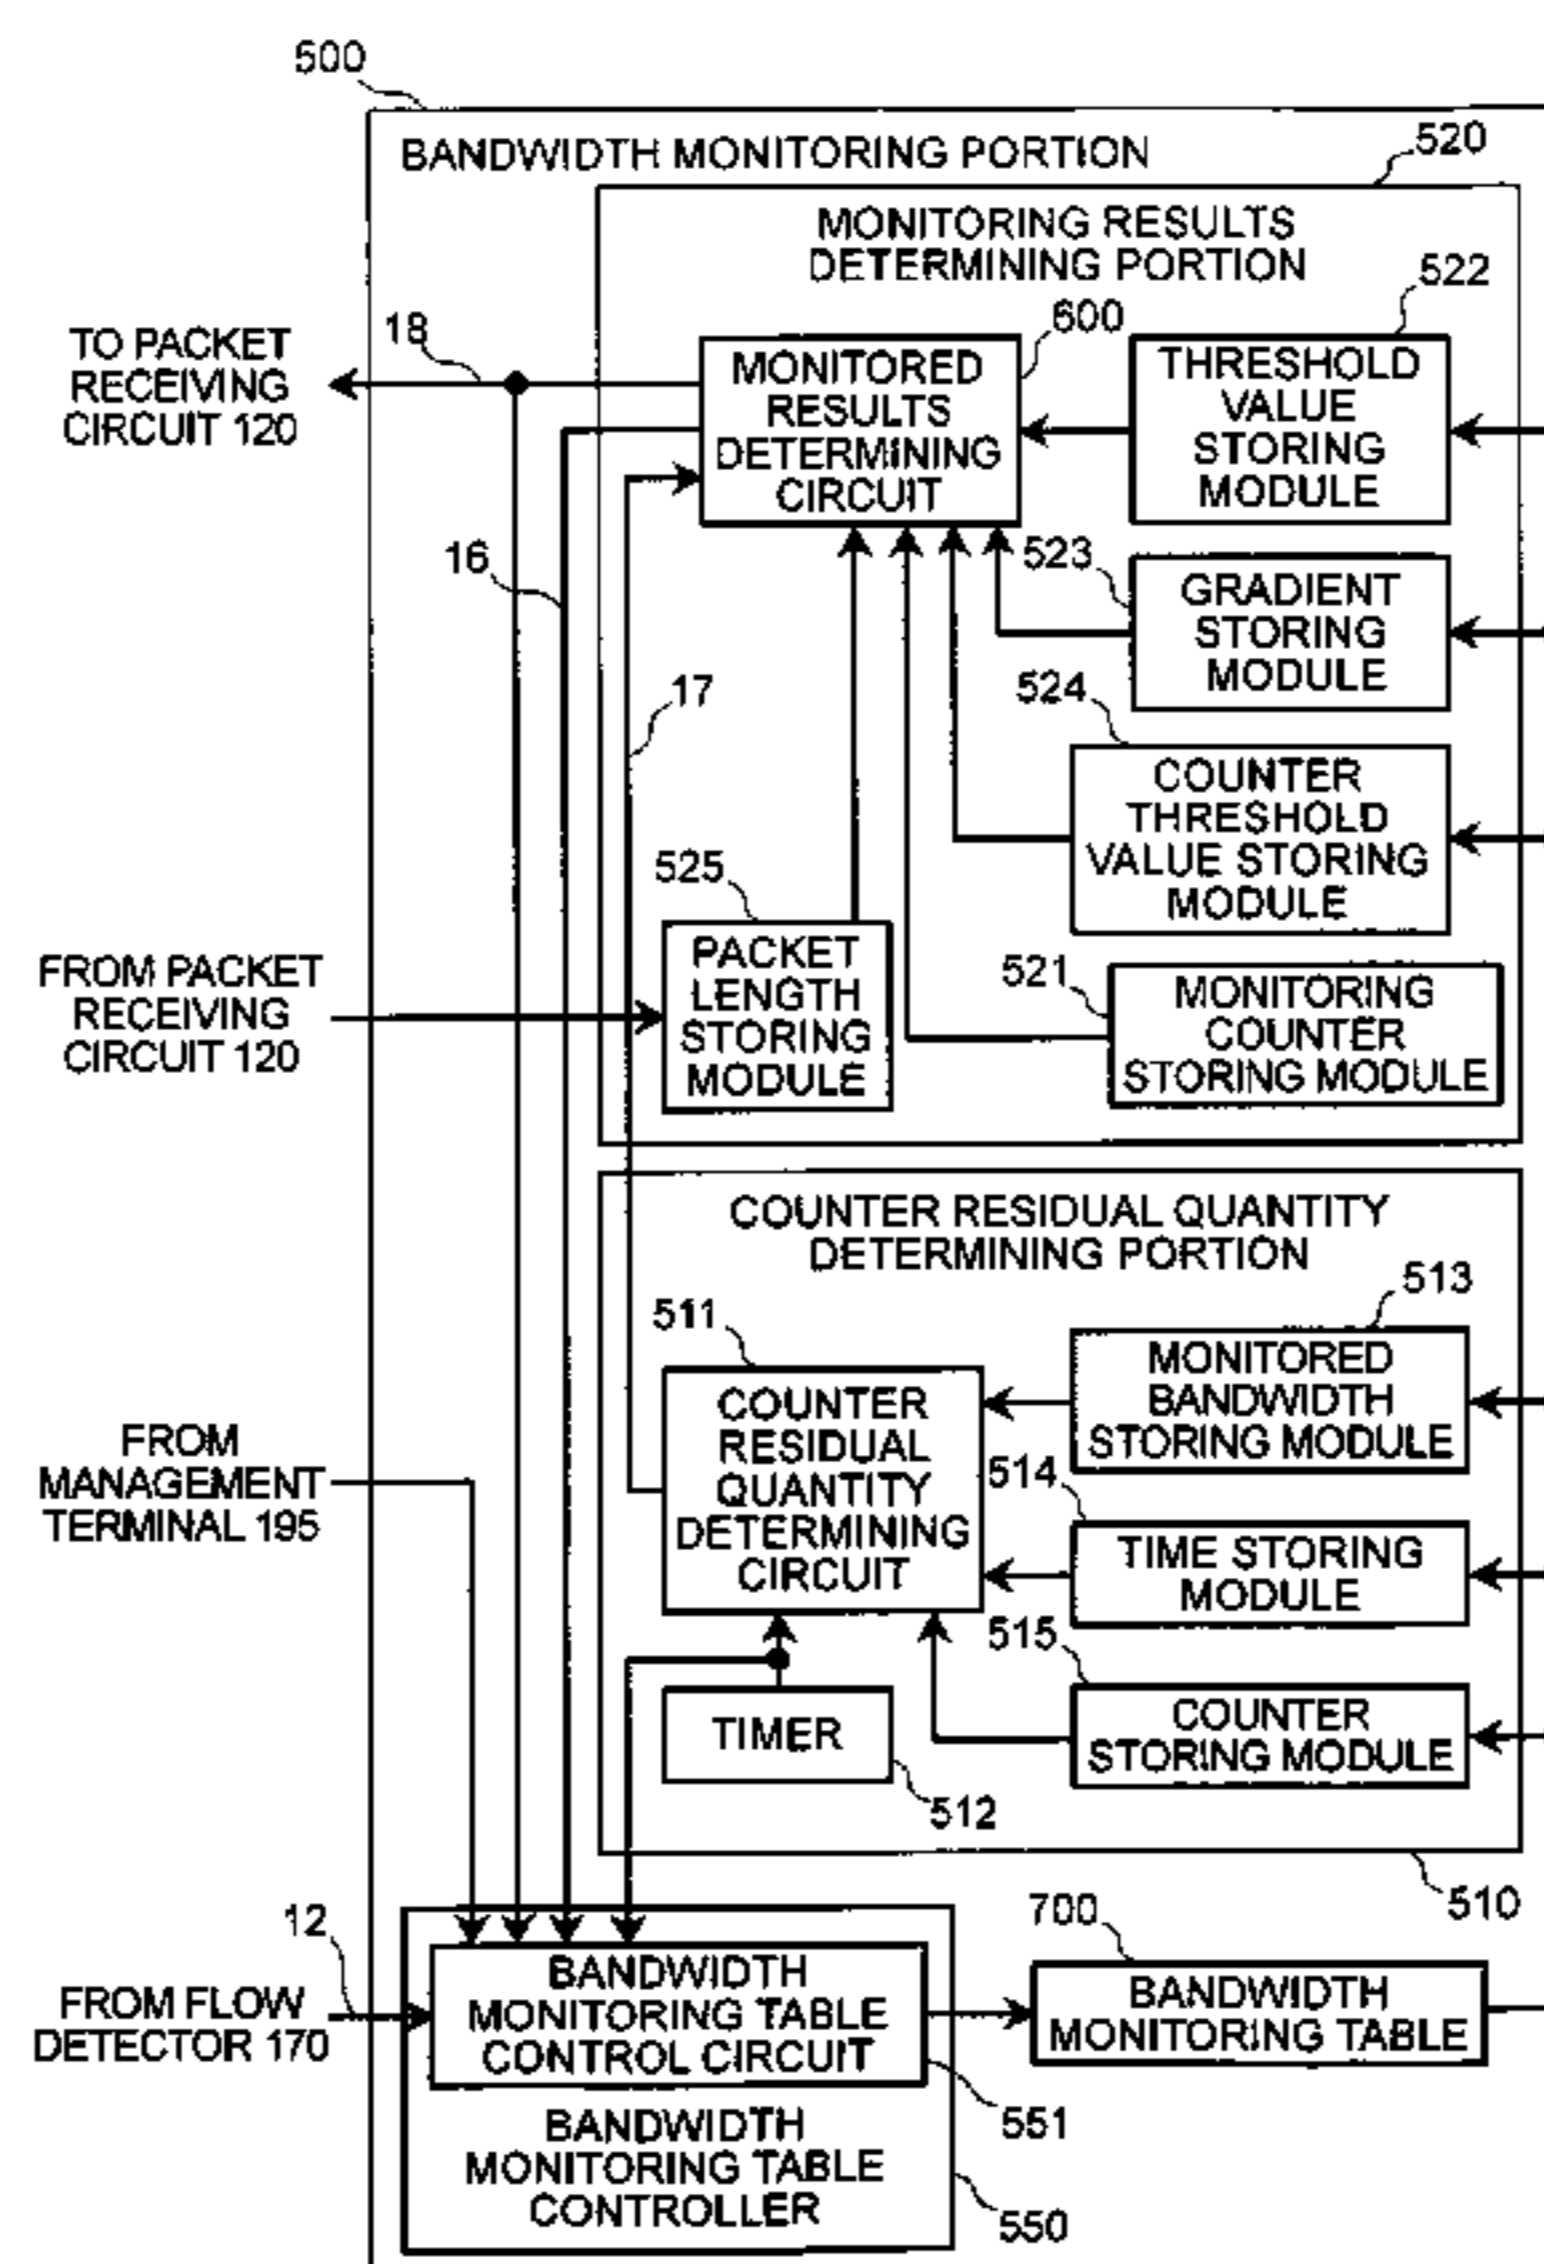 500
BANDWIDTH MONITORING PORTION
520
MONITORING RESULTS
DETERMINING PORTION
522
600
18
TO PACKET
RECEIVING
CIRCUIT 120
MONITORED
RESULTS
DETERMINING
CIRCUIT
THRESHOLD
VALUE
STORING
MODULE
16
523
GRADIENT
STORING
MODULE
17
524
COUNTER
THRESHOLD
VALUE STORING
MODULE
525
FROM PACKET
RECEIVING
CIRCUIT 120
PACKET
LENGTH
STORING
MODULE
521
MONITORING
COUNTER
STORING MODULE
COUNTER RESIDUAL QUANTITY
DETERMINING PORTION
513
511
MONITORED
BANDWIDTH
STORING MODULE
COUNTER
RESIDUAL
QUANTITY
DETERMINING
CIRCUIT
FROM
MANAGEMENT
TERMINAL 195
514
TIME STORING
MODULE
515
TIMER
COUNTER
STORING MODULE
512
510
12
700
FROM FLOW
DETECTOR 170
BANDWIDTH
MONITORING TABLE
CONTROL CIRCUIT
BANDWIDTH
MONITORING TABLE
551
BANDWIDTH
MONITORING TABLE
CONTROLLER
550